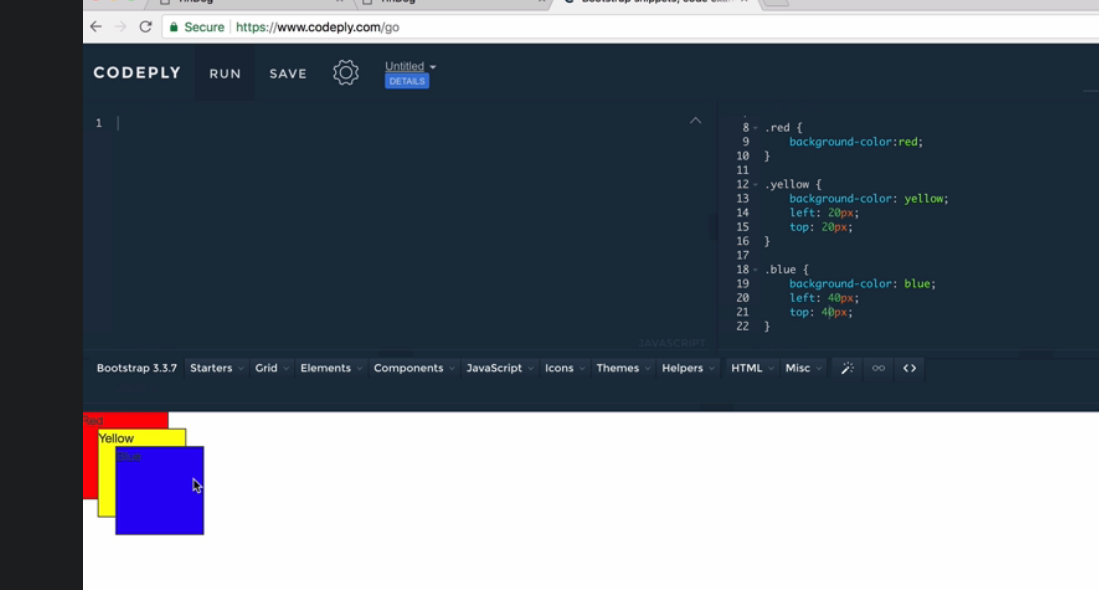 Secure https://www.codeply.com/go
CODEPLY RUN SAVE Untitled
DETAILS
1
8 .red {
9 background-color:red;
10 }
11
12 .yellow {
13 background-color: yellow;
14 left: 20px;
15 top: 20px;
16 }
17
18 .blue {
19 background-color: blue;
20 left: 40px;
21 top: 40px;
22 }
JAVASCRIPT
Bootstrap 3.3.7 Starters Grid Elements Components JavaScript Icons Themes Helpers HTML Misc
Red
Yellow
Blue